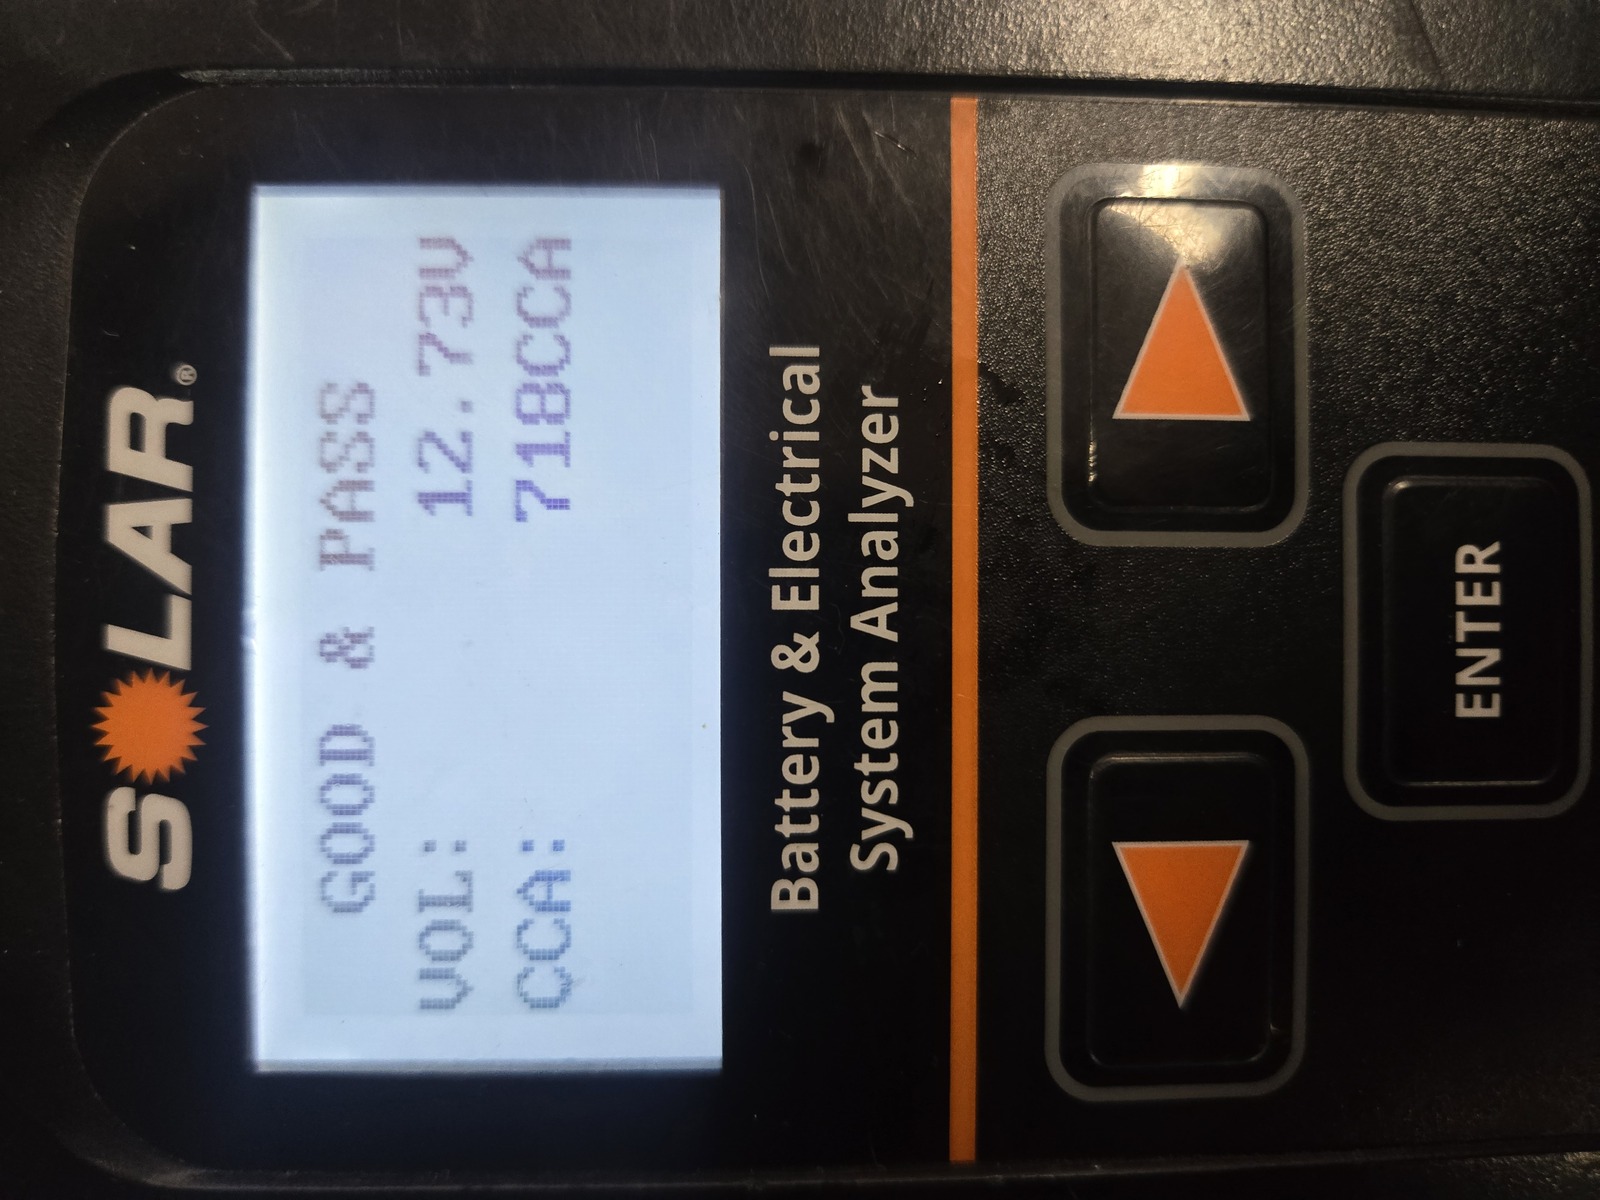 SOLAR®
GOOD & PASS
VOL: 12.73V
CCA: 718CCA
Battery & Electrical
System Analyzer
ENTER